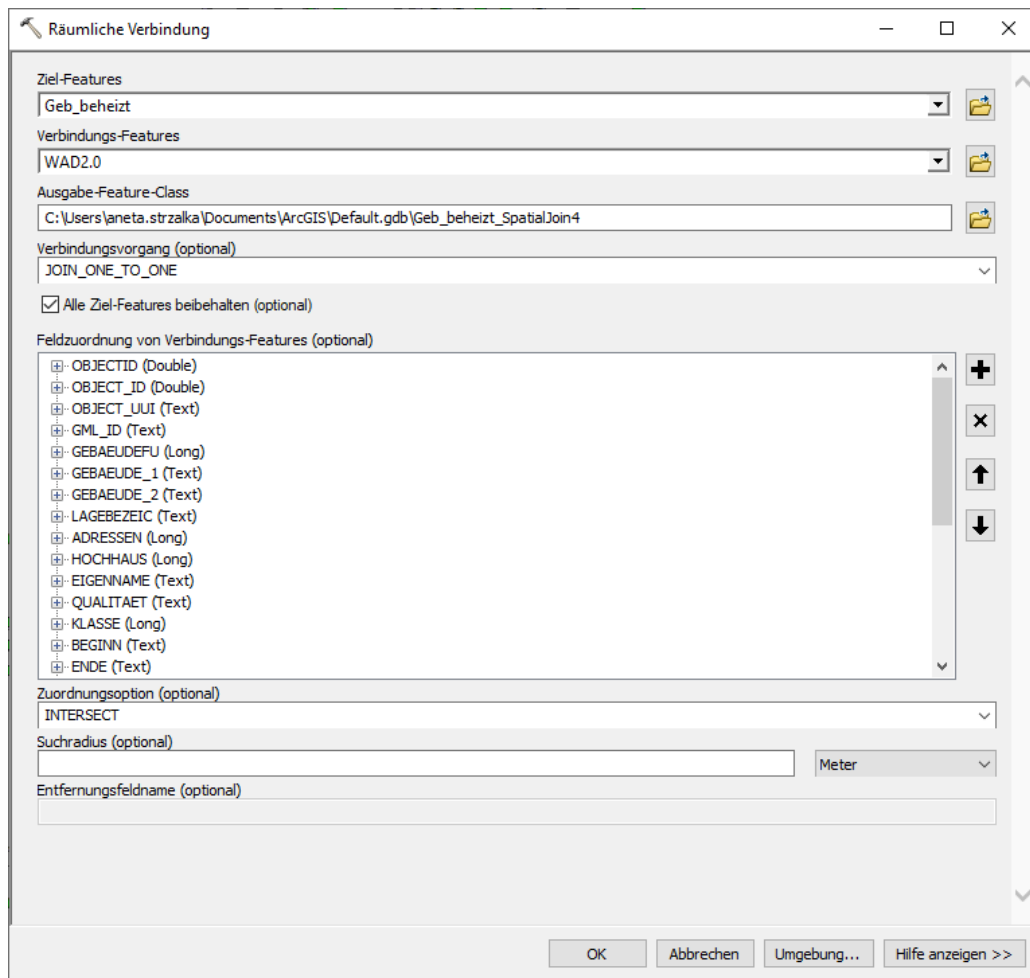 Räumliche Verbindung
Ziel-Features
Geb_beheizt
Verbindungs-Features
WAD2.0
Ausgabe-Feature-Class
C:\Users\aneta.strzalka\Documents\ArcGIS\Default.gdb\Geb_beheizt_SpatialJoin4
Verbindungsvorgang (optional)
JOIN_ONE_TO_ONE
Alle Ziel-Features beibehalten (optional)
Feldzuordnung von Verbindungs-Features (optional)
OBJECTID (Double)
OBJECT_ID (Double)
OBJECT_UUI (Text)
GML_ID (Text)
GEBAEUDEFU (Long)
GEBAEUDE_1 (Text)
GEBAEUDE_2 (Text)
LAGEBEZEIC (Text)
ADRESSEN (Long)
HOCHHAUS (Long)
EIGENNAME (Text)
QUALITAET (Text)
KLASSE (Long)
BEGINN (Text)
ENDE (Text)
Zuordnungsoption (optional)
INTERSECT
Suchradius (optional)
Meter
Entfernungsfeldname (optional)
OK Abbrechen Umgebung... Hilfe anzeigen >>